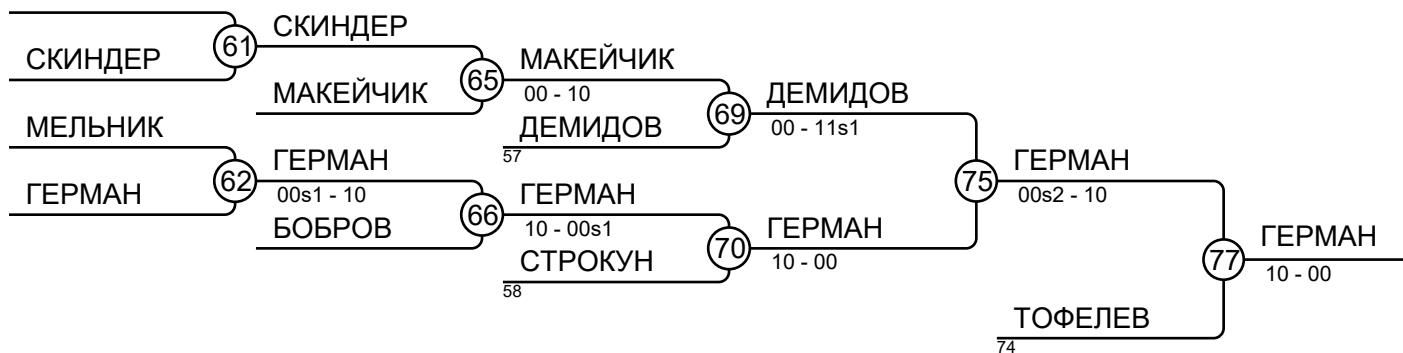 61
СКИНДЕР
СКИНДЕР
65
МАКЕЙЧИК
МАКЕЙЧИК
00 - 10
69
ДЕМИДОВ
00 - 11s1
МЕЛЬНИК
ДЕМИДОВ
57
62
ГЕРМАН
00s1 - 10
75
ГЕРМАН
00s2 - 10
ГЕРМАН
66
ГЕРМАН
10 - 00s1
БОБРОВ
70
ГЕРМАН
10 - 00
77
ГЕРМАН
10 - 00
СТРОКУН
58
ТОФЕЛЕВ
74